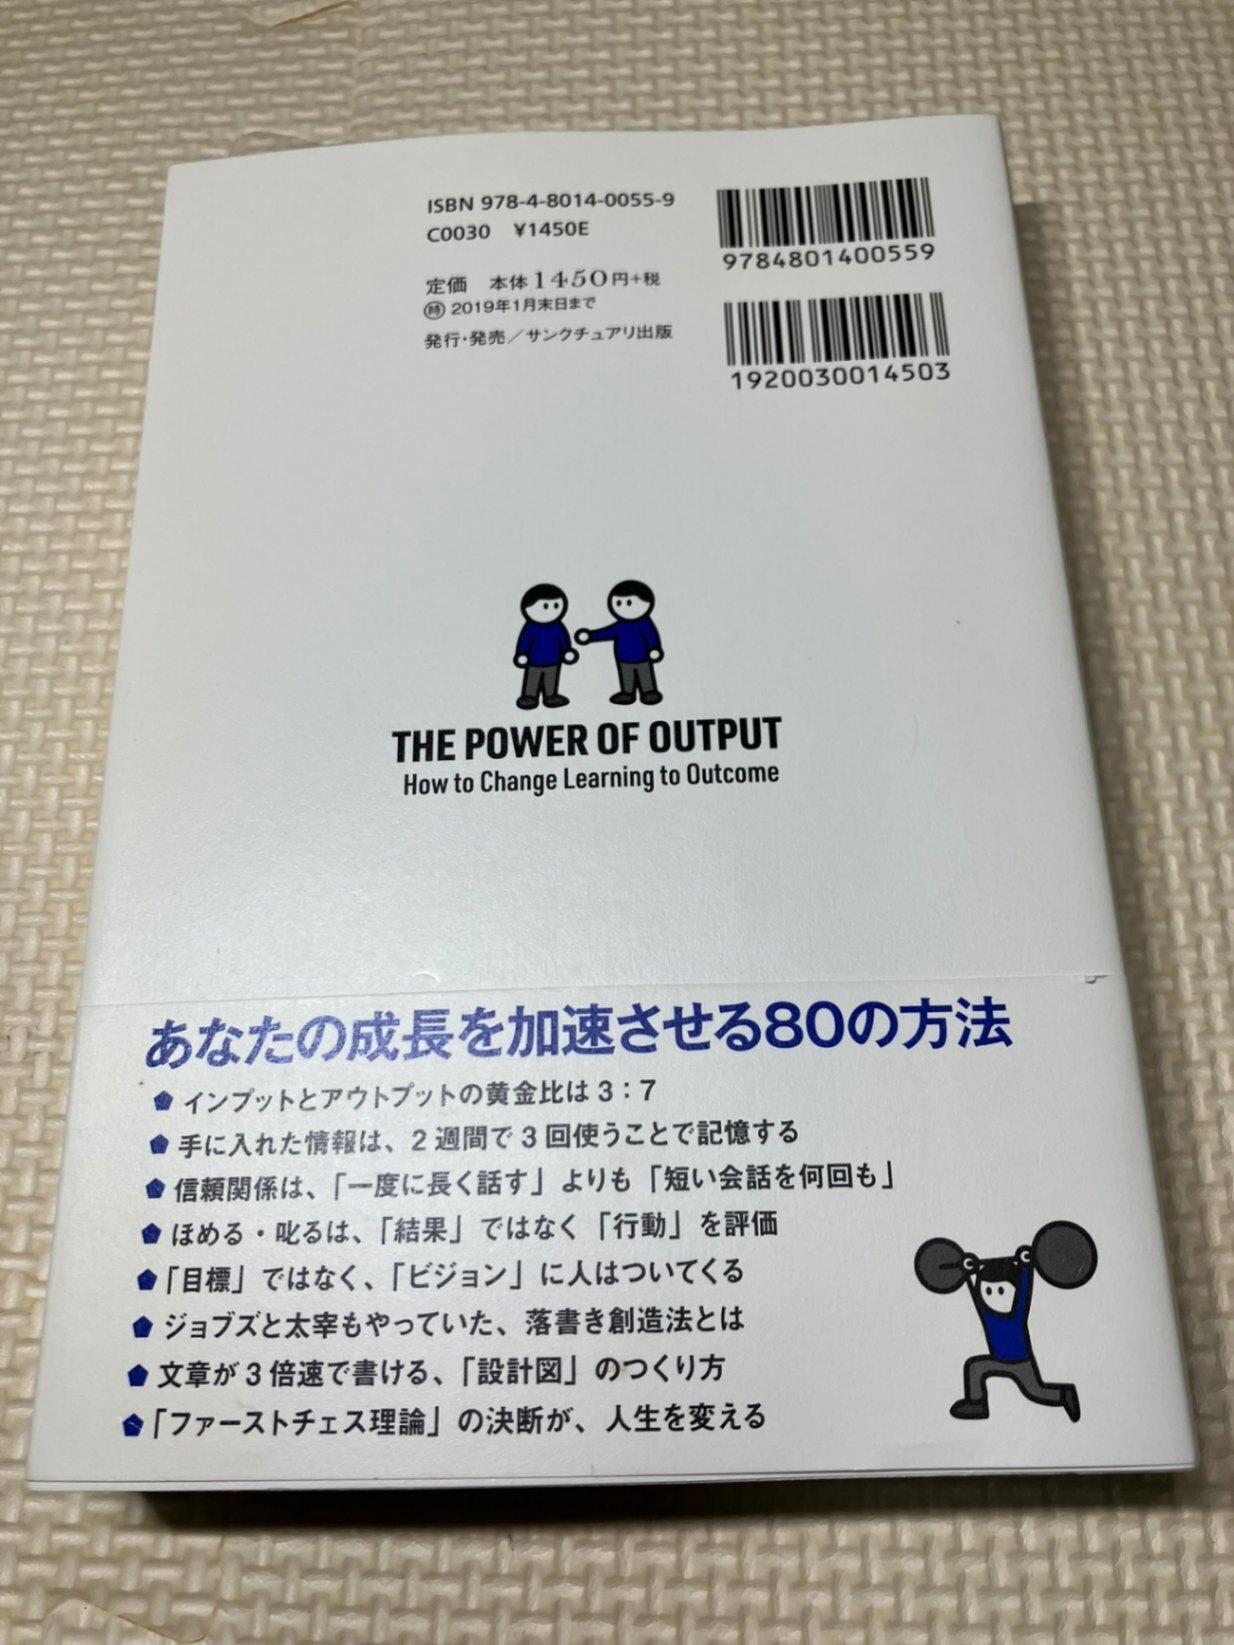 ISBN 978-4-8014-0055-9
C0030 ¥1450E
定価 本体1450円+税
㊕ 2019年1月末日まで
発行・発売/サンクチュアリ出版
9784801400559
1920030014503
THE POWER OF OUTPUT
How to Change Learning to Outcome
あなたの成長を加速させる80の方法
インプットとアウトプットの黄金比は3:7
手に入れた情報は、2週間で3回使うことで記憶する
信頼関係は、「一度に長く話す」よりも「短い会話を何回も」
ほめる・叱るは、「結果」ではなく「行動」を評価
「目標」ではなく、「ビジョン」に人はついてくる
ジョブズと太宰もやっていた、落書き創造法とは
文章が3倍速で書ける、「設計図」のつくり方
「ファーストチェス理論」の決断が、人生を変える